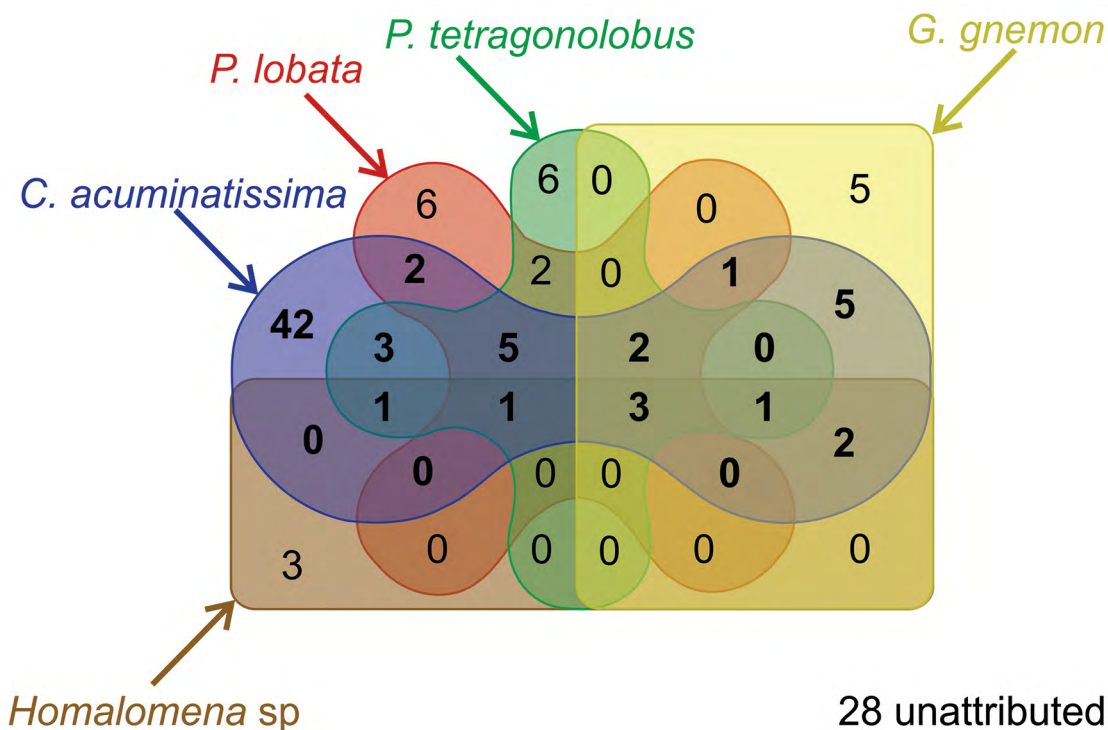 P. tetragonolobus
G. gnemon
P. lobata
C. acuminatissima
6 0
6 0 5
2 2 0 1
42 5
3 5 2 0
1 1 3 1
0 2
0 0 0 0
3 0 0 0 0 0
Homalomena sp
28 unattributed